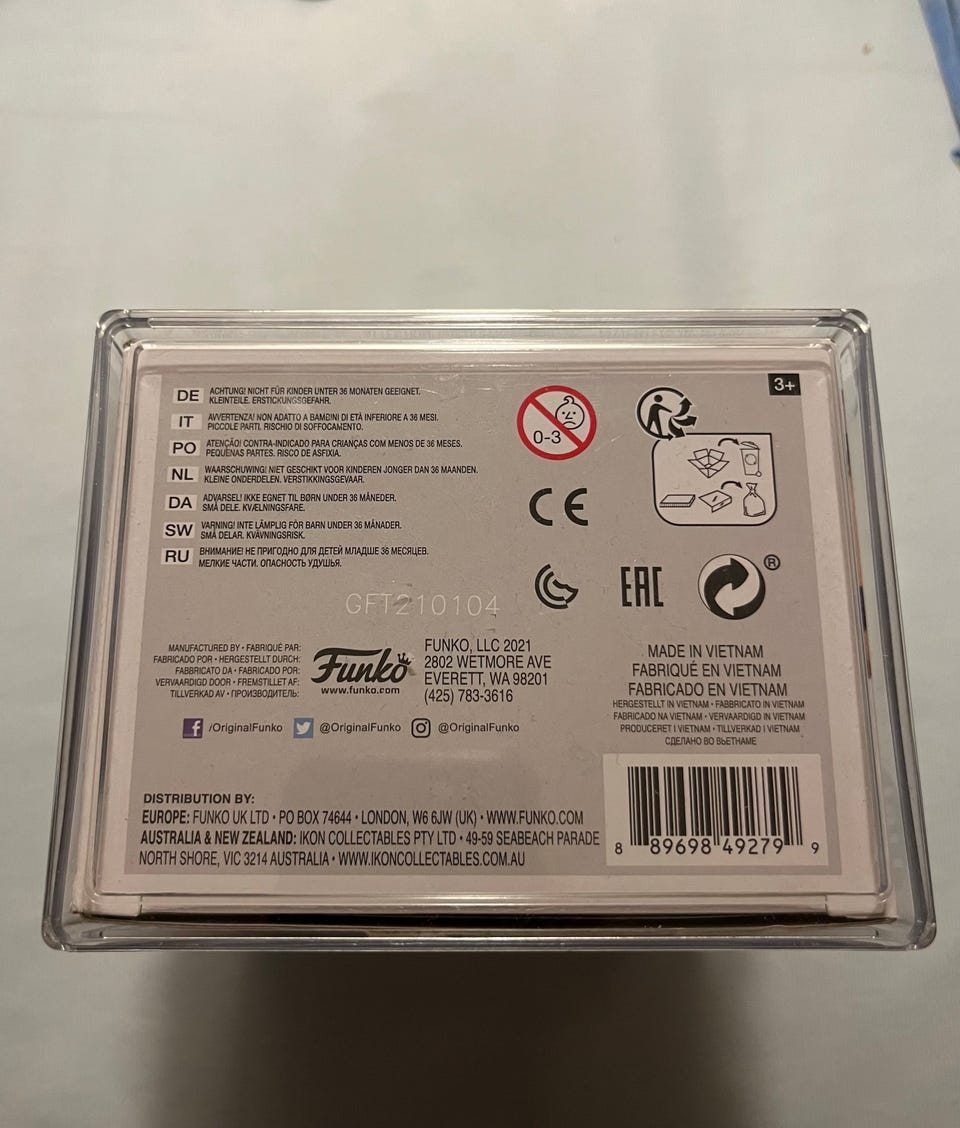 3+
DE ACHTUNG! NICHT FÜR KINDER UNTER 36 MONATEN GEEIGNET.
KLEINTEILE. ERSTICKUNGSGEFAHR.
IT AVVERTENZA! NON ADATTO A BAMBINI DI ETÀ INFERIORE A 36 MESI.
PICCOLE PARTI. RISCHIO DI SOFFOCAMENTO.
PO ATENÇÃO! CONTRA-INDICADO PARA CRIANÇAS COM MENOS DE 36 MESES.
PEQUENAS PARTES. RISCO DE ASFIXIA.
NL WAARSCHUWING! NIET GESCHIKT VOOR KINDEREN JONGER DAN 36 MAANDEN.
KLEINE ONDERDELEN. VERSTIKKINGSGEVAAR.
DA ADVARSEL! IKKE EGNET TIL BØRN UNDER 36 MÅNEDER.
SMÅ DELE. KVÆLNINGSFARE.
SW VARNING! INTE LÄMPLIG FÖR BARN UNDER 36 MÅNADER.
SMÅ DELAR. KVÄVNINGSRISK.
RU ВНИМАНИЕ! НЕ ПРИГОДНО ДЛЯ ДЕТЕЙ МЛАДШЕ 36 МЕСЯЦЕВ.
МЕЛКИЕ ЧАСТИ. ОПАСНОСТЬ УДУШЬЯ.
0-3
CE
EAC
®
GFT210104
MANUFACTURED BY • FABRIQUÉ PAR:
FABRICADO POR • HERGESTELLT DURCH:
FABBRICATO DA • FABRICADO POR:
VERVAARDIGD DOOR • FREMSTILLET AF:
TILLVERKAD AV • ПРОИЗВОДИТЕЛЬ:
Funko
www.funko.com
FUNKO, LLC 2021
2802 WETMORE AVE
EVERETT, WA 98201
(425) 783-3616
MADE IN VIETNAM
FABRIQUÉ EN VIETNAM
FABRICADO EN VIETNAM
HERGESTELLT IN VIETNAM • FABBRICATO IN VIETNAM
FABRICADO NA VIETNAM • VERVAARDIGD IN VIETNAM
PRODUCERET I VIETNAM • TILLVERKAD I VIETNAM
СДЕЛАНО ВО ВЬЕТНАМЕ
/OriginalFunko @OriginalFunko @OriginalFunko
DISTRIBUTION BY:
EUROPE: FUNKO UK LTD • PO BOX 74644 • LONDON, W6 6JW (UK) • WWW.FUNKO.COM
AUSTRALIA & NEW ZEALAND: IKON COLLECTABLES PTY LTD • 49-59 SEABEACH PARADE
NORTH SHORE, VIC 3214 AUSTRALIA • WWW.IKONCOLLECTABLES.COM.AU
8 89698 49279 9